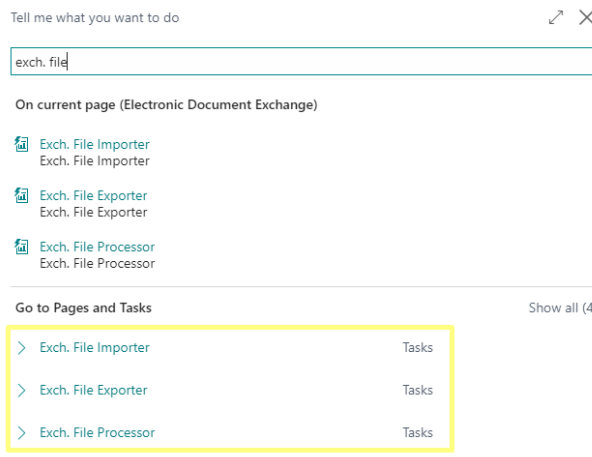 Tell me what you want to do
exch. file
On current page (Electronic Document Exchange)
Exch. File Importer
Exch. File Importer
Exch. File Exporter
Exch. File Exporter
Exch. File Processor
Exch. File Processor
Go to Pages and Tasks Show all (4
Exch. File Importer Tasks
Exch. File Exporter Tasks
Exch. File Processor Tasks